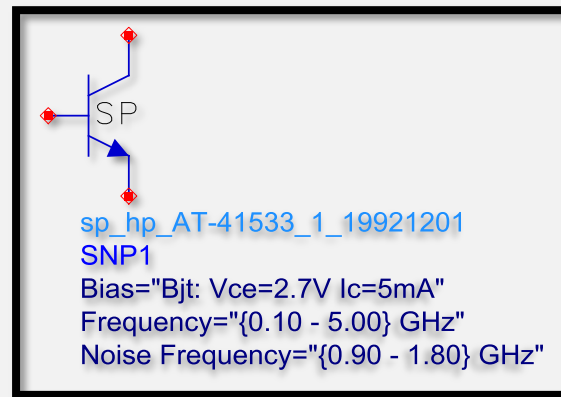 SP
sp_hp_AT-41533_1_19921201
SNP1
Bias="Bjt: Vce=2.7V Ic=5mA"
Frequency="{0.10 - 5.00} GHz"
Noise Frequency="{0.90 - 1.80} GHz"